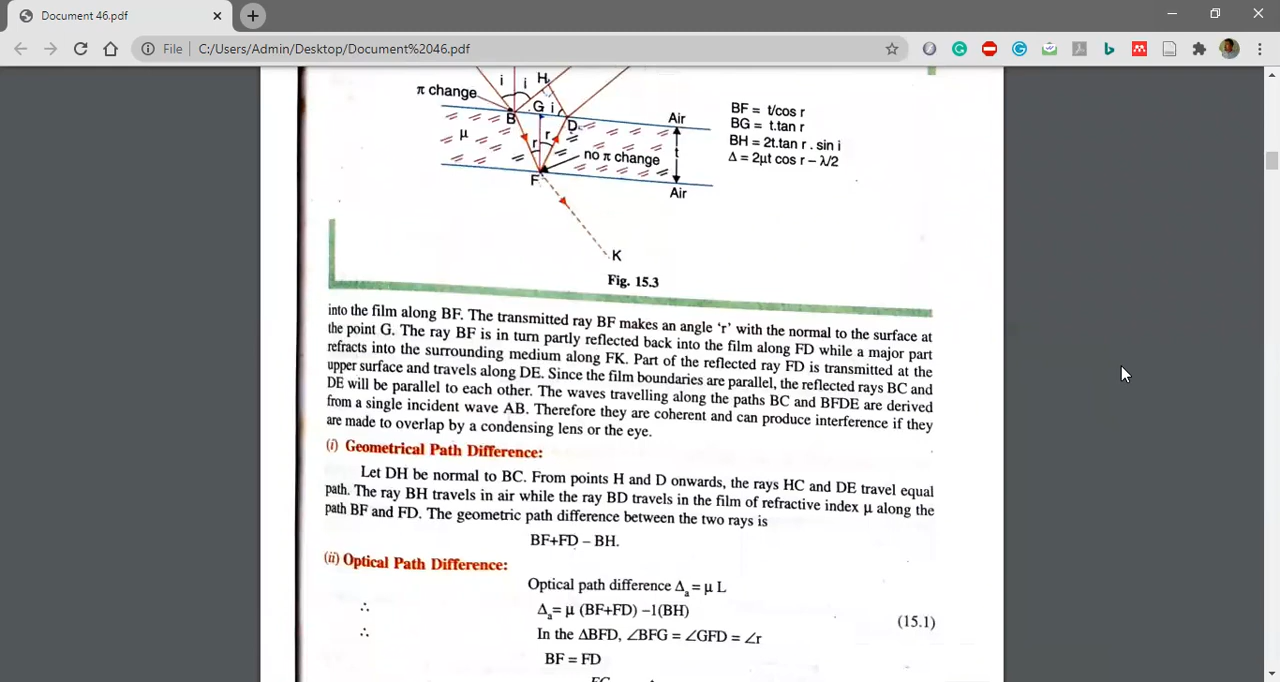 Document 46.pdf
File C:/Users/Admin/Desktop/Document%2046.pdf
i i H
π change
G i
B D Air
μ r r t
no π change
F Air
K
BF = t/cos r
BG = t.tan r
BH = 2t.tan r . sin i
Δ = 2μt cos r – λ/2
Fig. 15.3
into the film along BF. The transmitted ray BF makes an angle ‘r’ with the normal to the surface at
the point G. The ray BF is in turn partly reflected back into the film along FD while a major part
refracts into the surrounding medium along FK. Part of the reflected ray FD is transmitted at the
upper surface and travels along DE. Since the film boundaries are parallel, the reflected rays BC and
DE will be parallel to each other. The waves travelling along the paths BC and BFDE are derived
from a single incident wave AB. Therefore they are coherent and can produce interference if they
are made to overlap by a condensing lens or the eye.
(i) Geometrical Path Difference:
Let DH be normal to BC. From points H and D onwards, the rays HC and DE travel equal
path. The ray BH travels in air while the ray BD travels in the film of refractive index μ along the
path BF and FD. The geometric path difference between the two rays is
BF+FD – BH.
(ii) Optical Path Difference:
Optical path difference Δₐ = μ L
∴ Δₐ= μ (BF+FD) –1(BH) (15.1)
∴ In the ΔBFD, ∠BFG = ∠GFD = ∠r
BF = FD